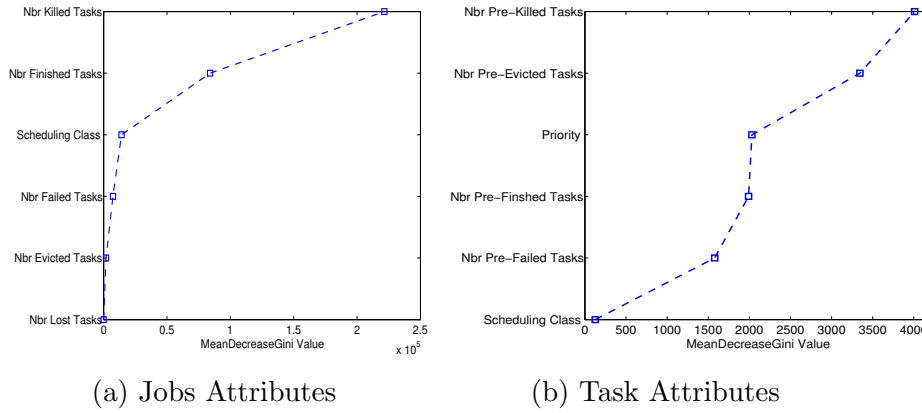 Nbr Killed Tasks
Nbr Finished Tasks
Scheduling Class
Nbr Failed Tasks
Nbr Evicted Tasks
Nbr Lost Tasks
0 0.5 1 1.5 2 2.5
MeanDecreaseGini Value
x 10^5
(a) Jobs Attributes
Nbr Pre-Killed Tasks
Nbr Pre-Evicted Tasks
Priority
Nbr Pre-Finshed Tasks
Nbr Pre-Failed Tasks
Scheduling Class
0 500 1000 1500 2000 2500 3000 3500
MeanDecreaseGini Value
(b) Task Attributes